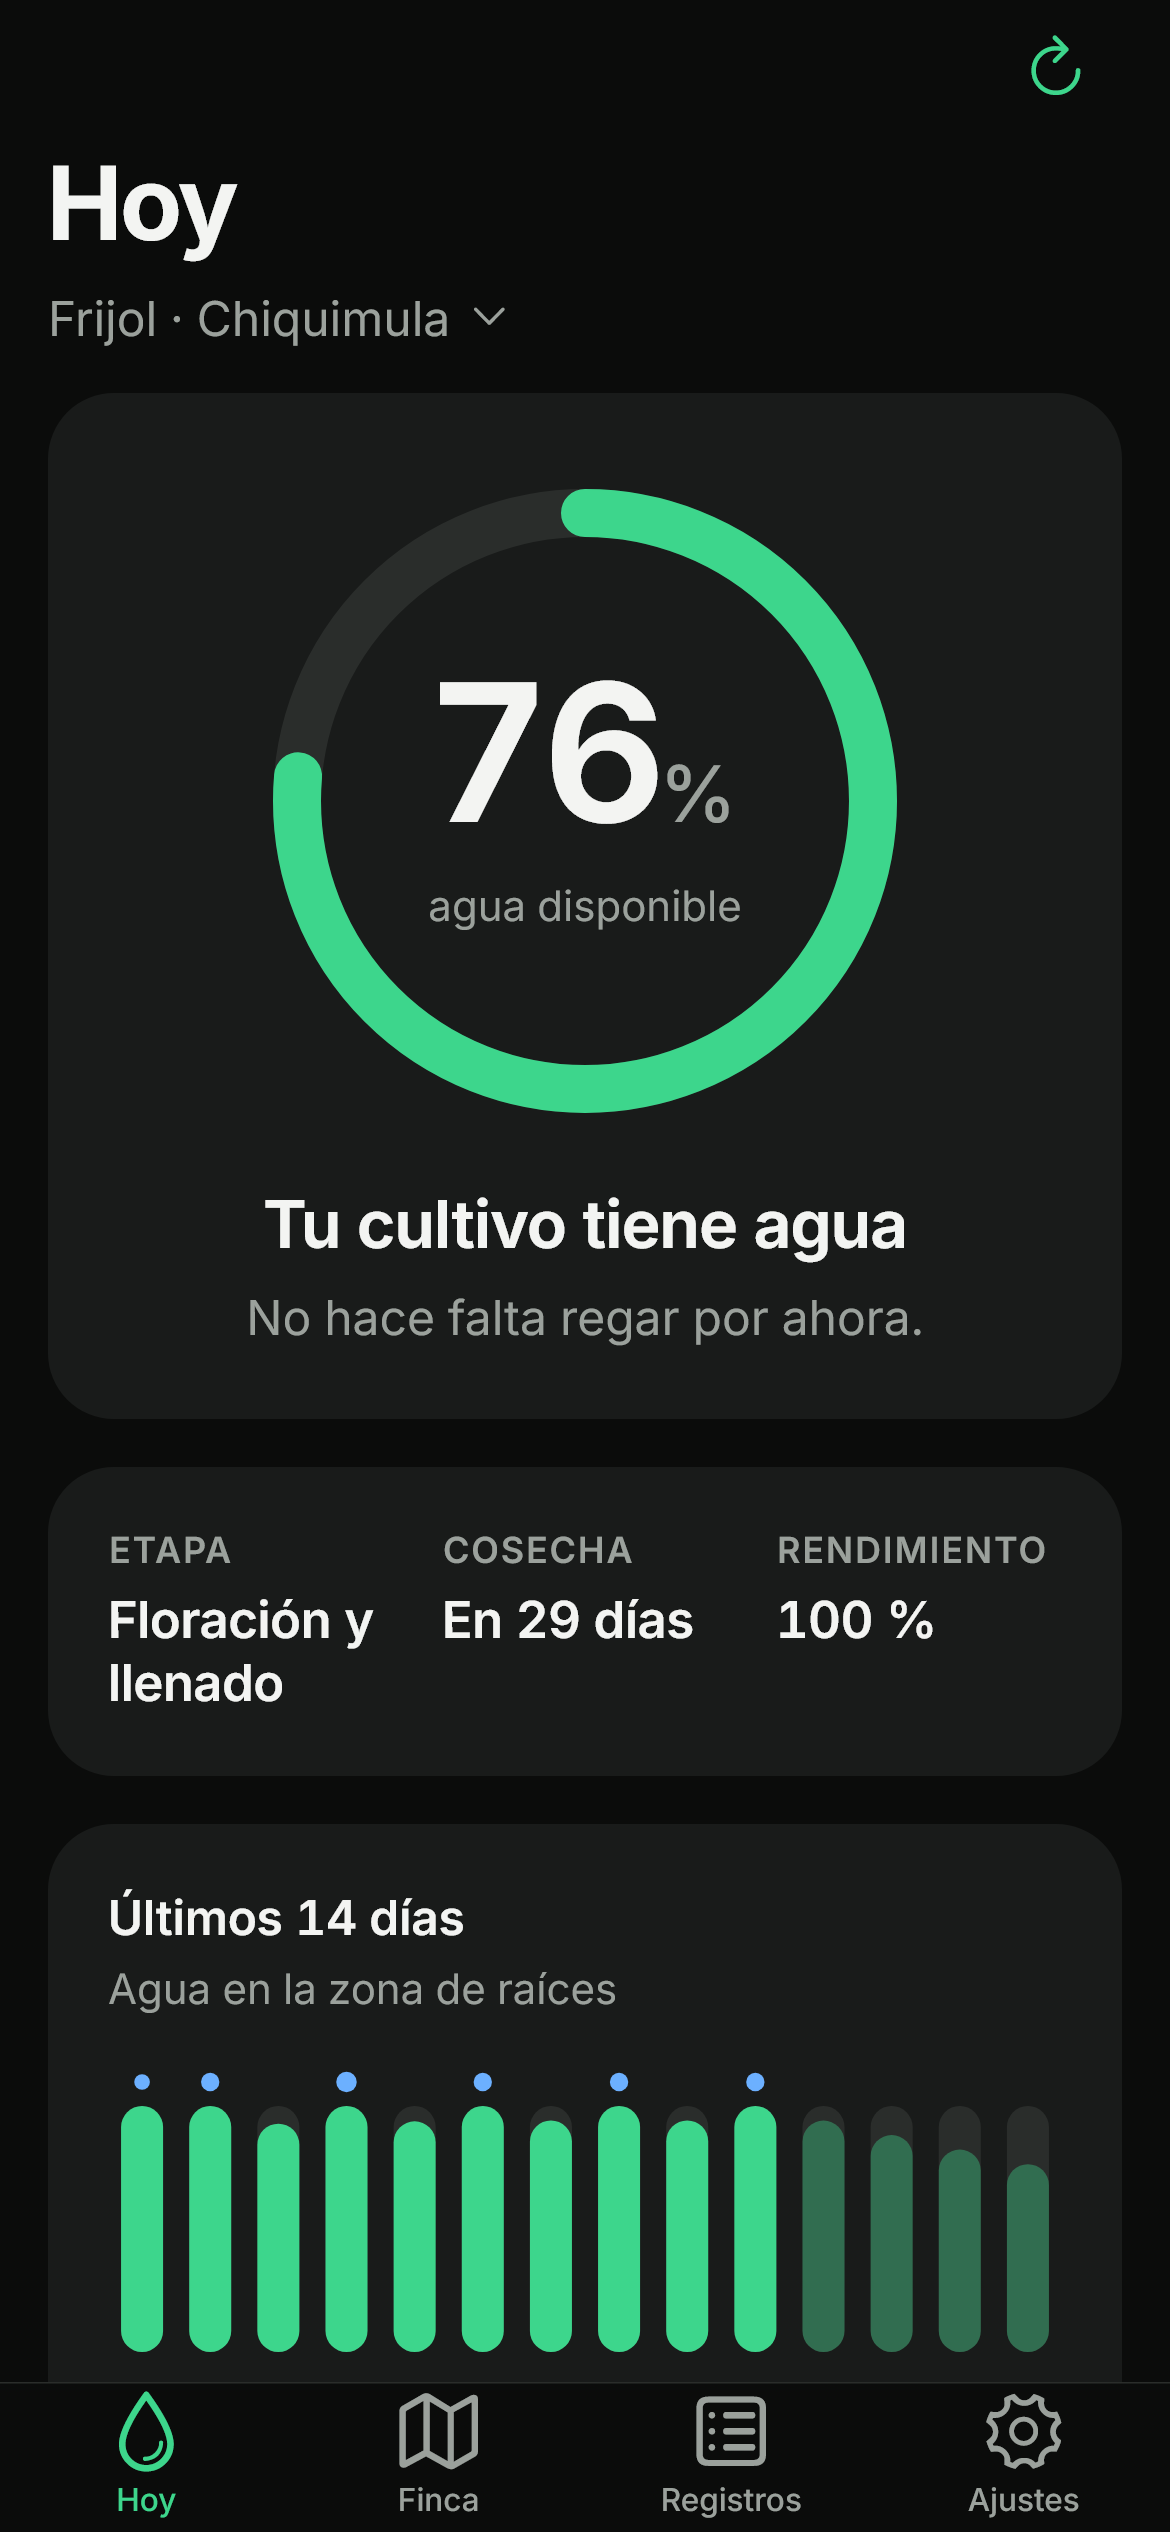 Hoy
Frijol · Chiquimula
76%
agua disponible
Tu cultivo tiene agua
No hace falta regar por ahora.
ETAPA COSECHA RENDIMIENTO
Floración y En 29 días 100 %
llenado
Últimos 14 días
Agua en la zona de raíces
Hoy Finca Registros Ajustes